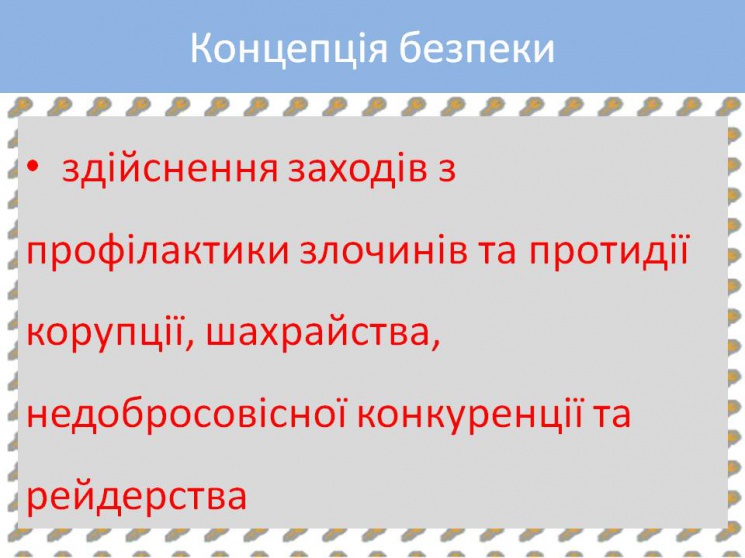 Концепція безпеки
• здійснення заходів з
профілактики злочинів та протидії
корупції, шахрайства,
недобросовісної конкуренції та
рейдерства